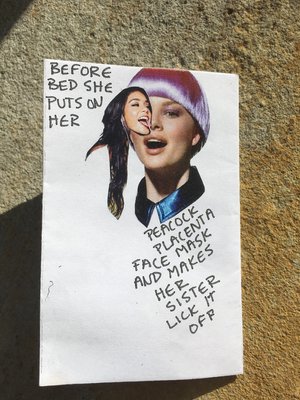 BEFORE
BED SHE
PUTS ON
HER
PEACOCK
PLACENTA
FACE MASK
AND MAKES
HER
SISTER
LICK IT
OFF